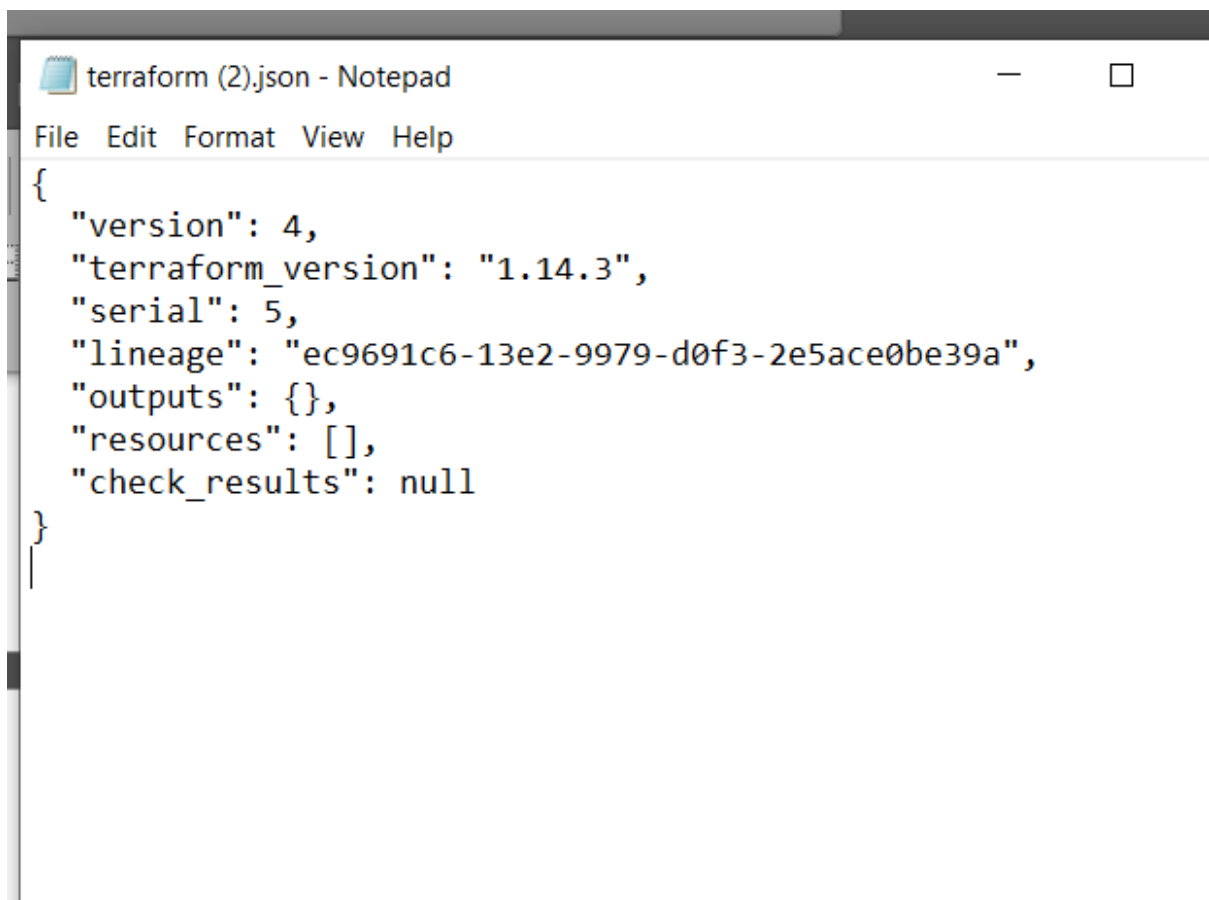 terraform (2).json - Notepad
File Edit Format View Help
{
  "version": 4,
  "terraform_version": "1.14.3",
  "serial": 5,
  "lineage": "ec9691c6-13e2-9979-d0f3-2e5ace0be39a",
  "outputs": {},
  "resources": [],
  "check_results": null
}